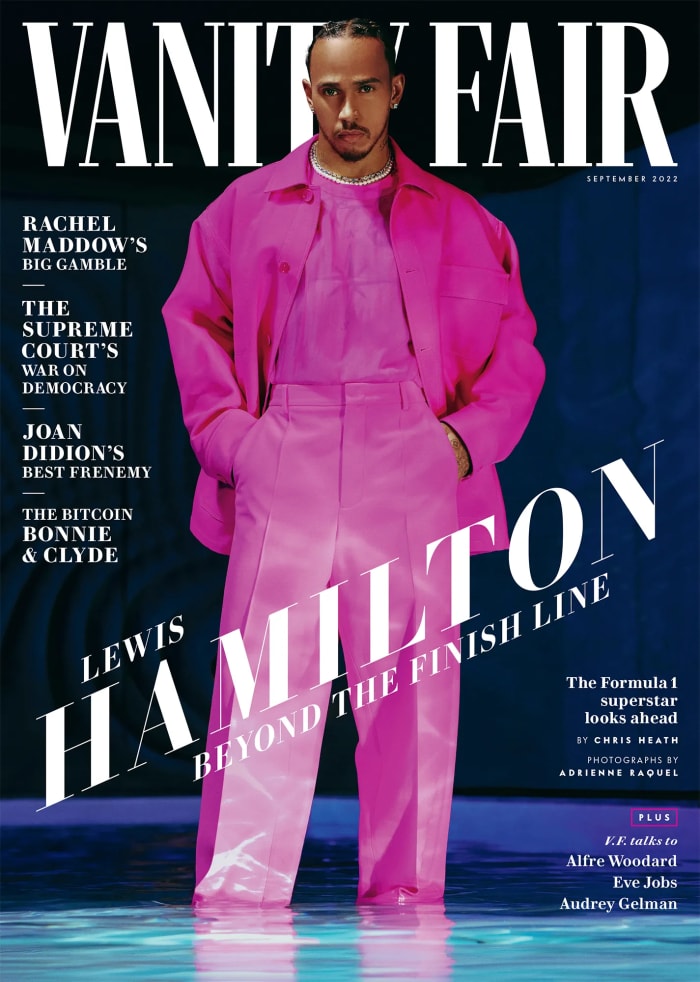 VANITY FAIR
SEPTEMBER 2022
RACHEL
MADDOW’S
BIG GAMBLE
THE
SUPREME
COURT’S
WAR ON
DEMOCRACY
JOAN
DIDION’S
BEST FRENEMY
THE BITCOIN
BONNIE
& CLYDE
LEWIS
HAMILTON
BEYOND THE FINISH LINE
The Formula 1
superstar
looks ahead
BY CHRIS HEATH
PHOTOGRAPHS BY
ADRIENNE RAQUEL
PLUS
V.F. talks to
Alfre Woodard
Eve Jobs
Audrey Gelman